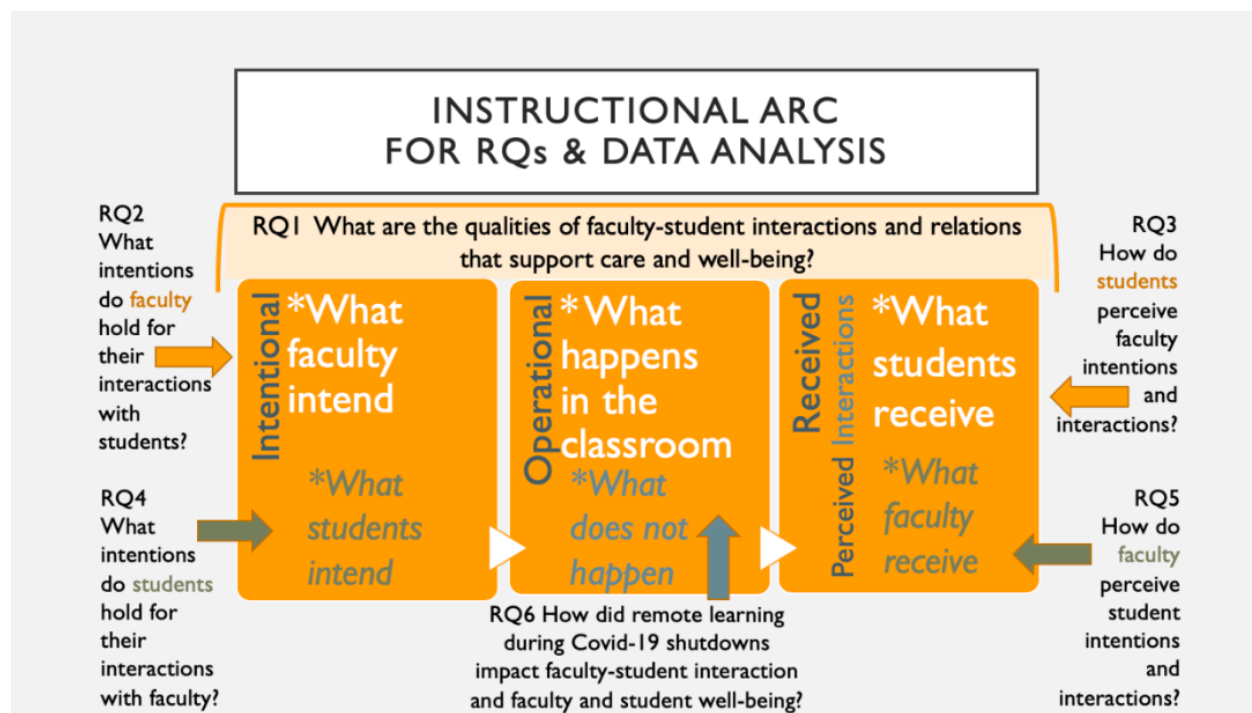 INSTRUCTIONAL ARC
FOR RQs & DATA ANALYSIS
RQ1 What are the qualities of faculty-student interactions and relations
that support care and well-being?
RQ2
What
intentions
do faculty
hold for
their
interactions
with
students?
RQ4
What
intentions
do students
hold for
their
interactions
with faculty?
Intentional
*What
faculty
intend
*What
students
intend
Operational
* What
happens
in the
classroom
*What
does not
happen
Received
Perceived Interactions
*What
students
receive
*What
faculty
receive
RQ3
How do
students
perceive
faculty
intentions
and
interactions?
RQ5
How do
faculty
perceive
student
intentions
and
interactions?
RQ6 How did remote learning
during Covid-19 shutdowns
impact faculty-student interaction
and faculty and student well-being?